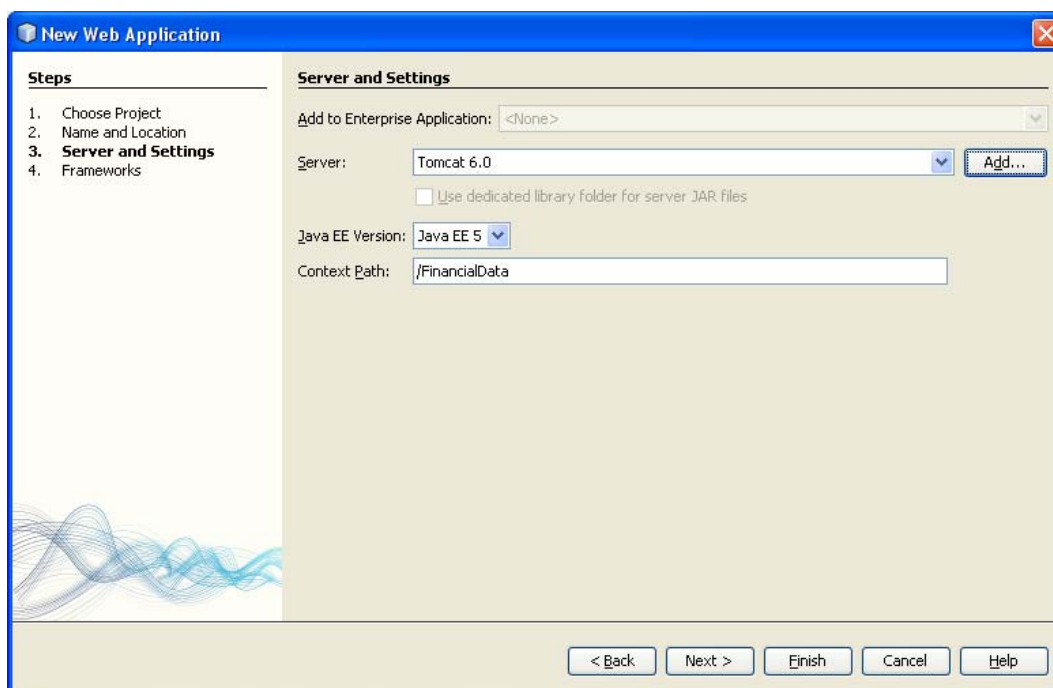 New Web Application
Steps
1. Choose Project
2. Name and Location
3. Server and Settings
4. Frameworks
Server and Settings
Add to Enterprise Application: <None>
Server: Tomcat 6.0 Add...
Use dedicated library folder for server JAR files
Java EE Version: Java EE 5
Context Path: /FinancialData
< Back Next > Finish Cancel Help